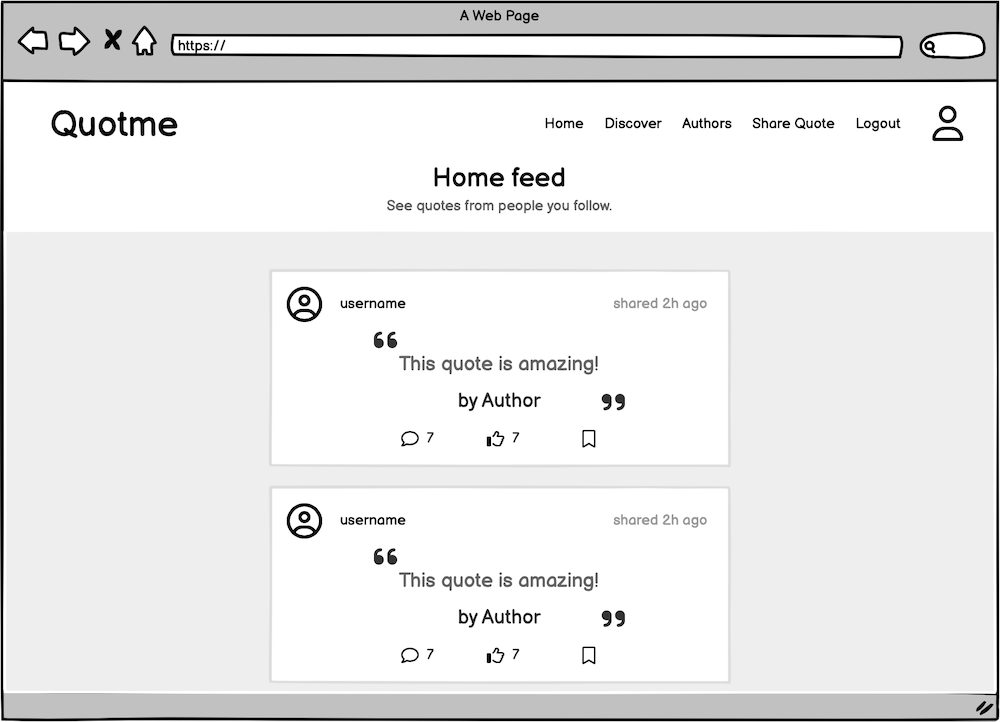 A Web Page
https://
Quotme
Home Discover Authors Share Quote Logout
Home feed
See quotes from people you follow.
username shared 2h ago
“
This quote is amazing!
by Author ”
7 7
username shared 2h ago
“
This quote is amazing!
by Author ”
7 7